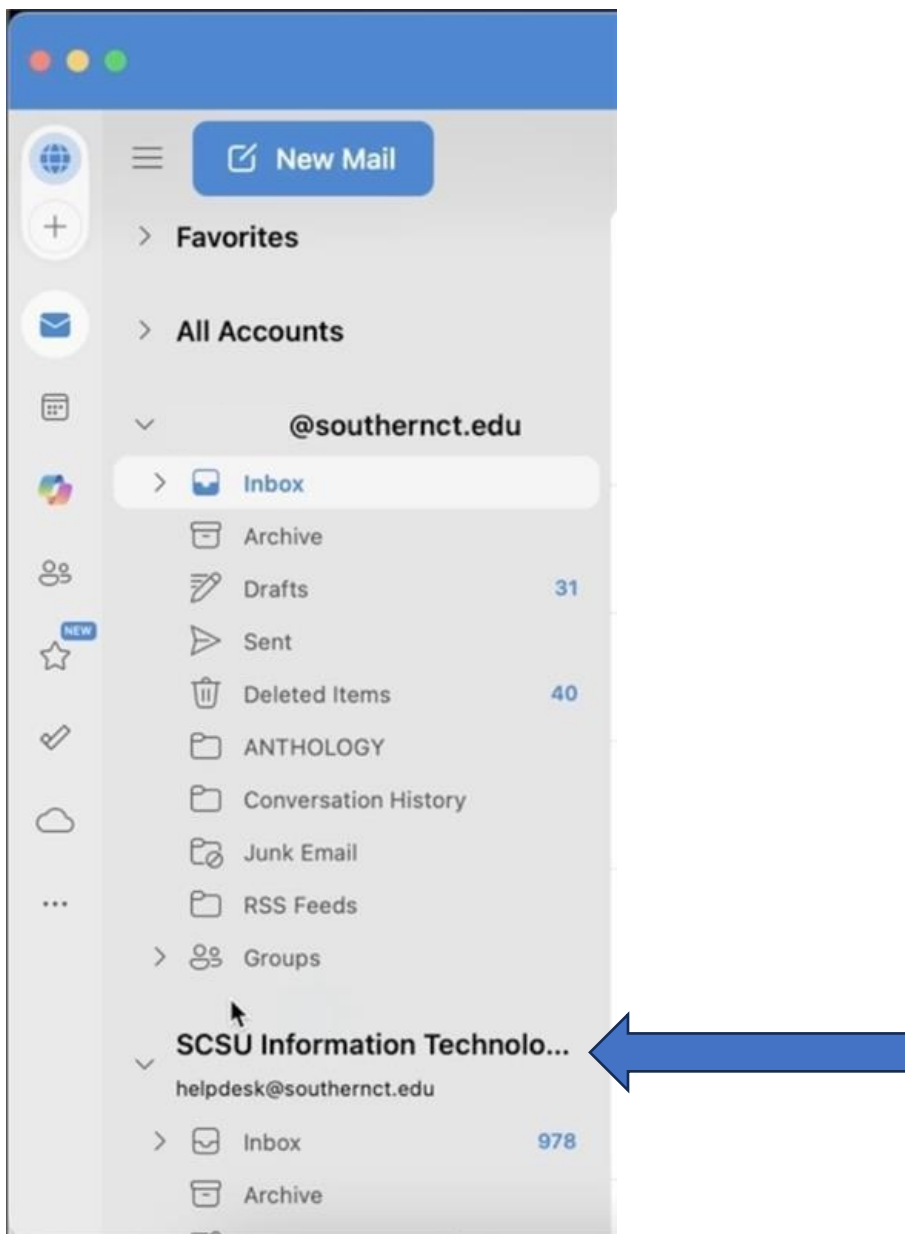 New Mail
Favorites
All Accounts
@southernct.edu
Inbox
Archive
Drafts 31
NEW
Sent
Deleted Items 40
ANTHOLOGY
Conversation History
Junk Email
RSS Feeds
Groups
SCSU Information Technolo...
helpdesk@southernct.edu
Inbox 978
Archive